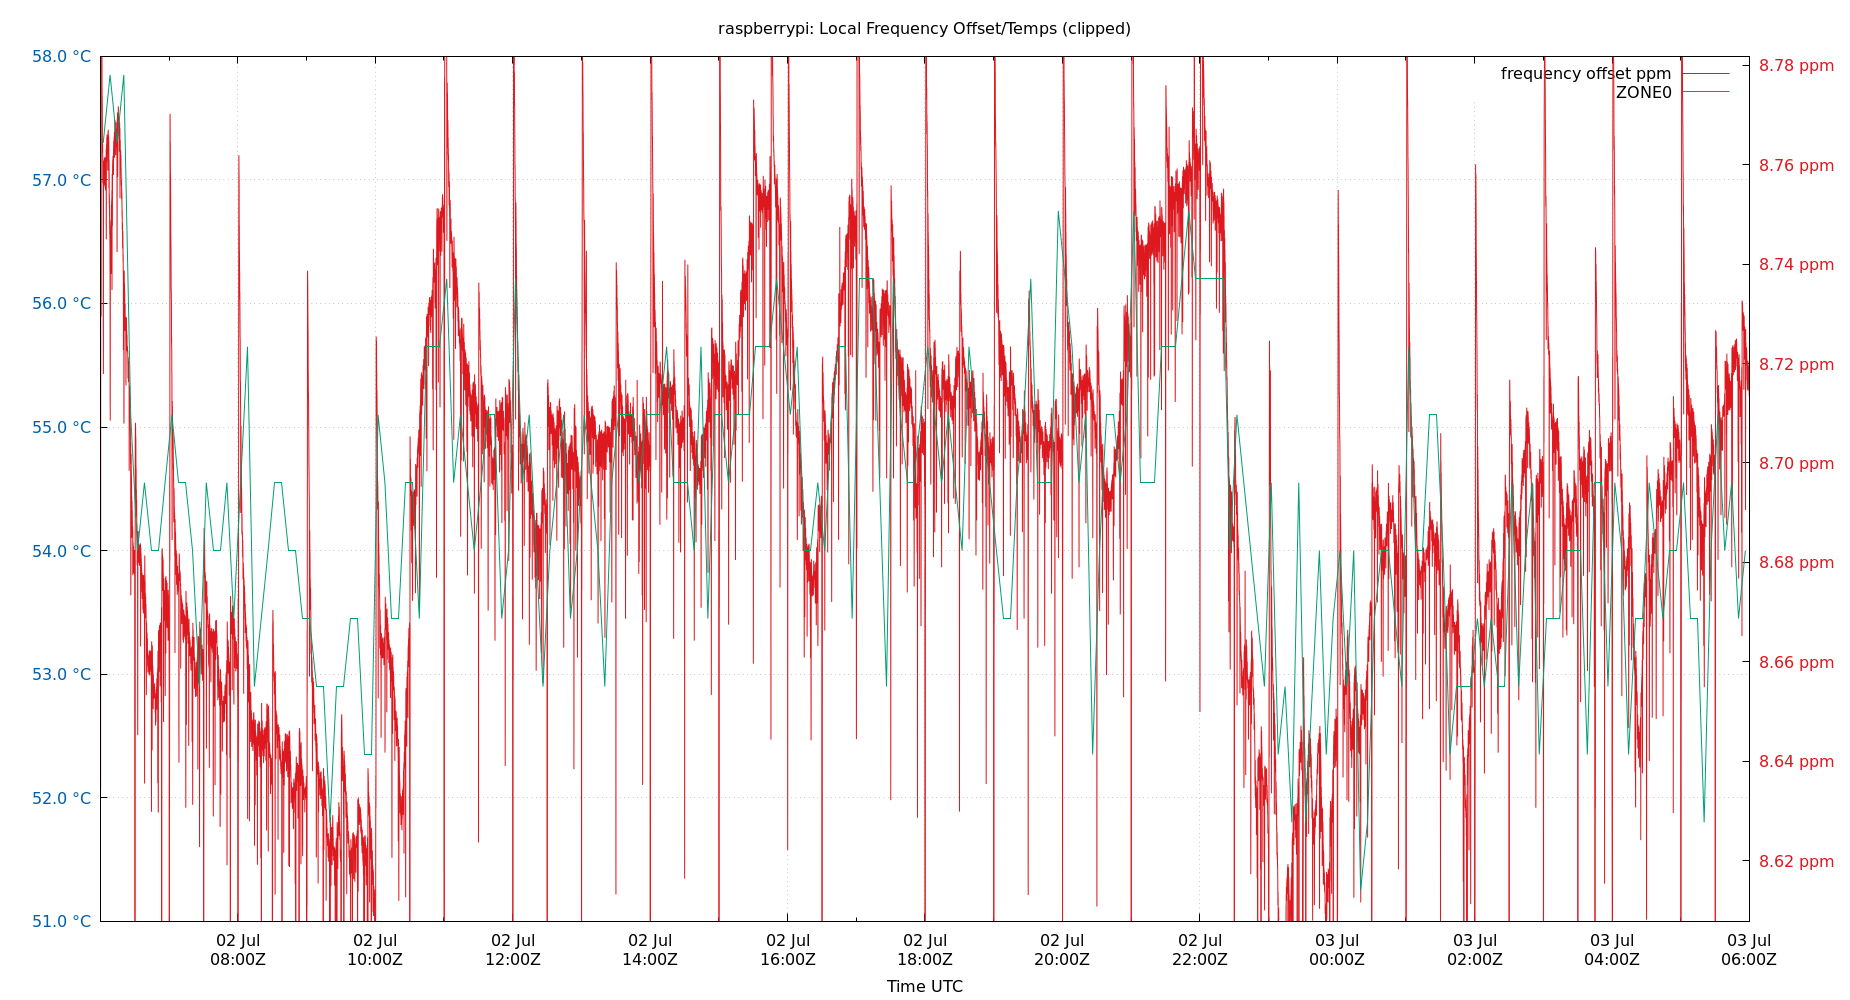 raspberrypi: Local Frequency Offset/Temps (clipped)
58.0 °C
57.0 °C
56.0 °C
55.0 °C
54.0 °C
53.0 °C
52.0 °C
51.0 °C
frequency offset ppm
ZONE0
8.78 ppm
8.76 ppm
8.74 ppm
8.72 ppm
8.70 ppm
8.68 ppm
8.66 ppm
8.64 ppm
8.62 ppm
02 Jul 02 Jul 02 Jul 02 Jul 02 Jul 02 Jul 02 Jul 02 Jul 03 Jul 03 Jul 03 Jul 03 Jul
08:00Z 10:00Z 12:00Z 14:00Z 16:00Z 18:00Z 20:00Z 22:00Z 00:00Z 02:00Z 04:00Z 06:00Z
Time UTC